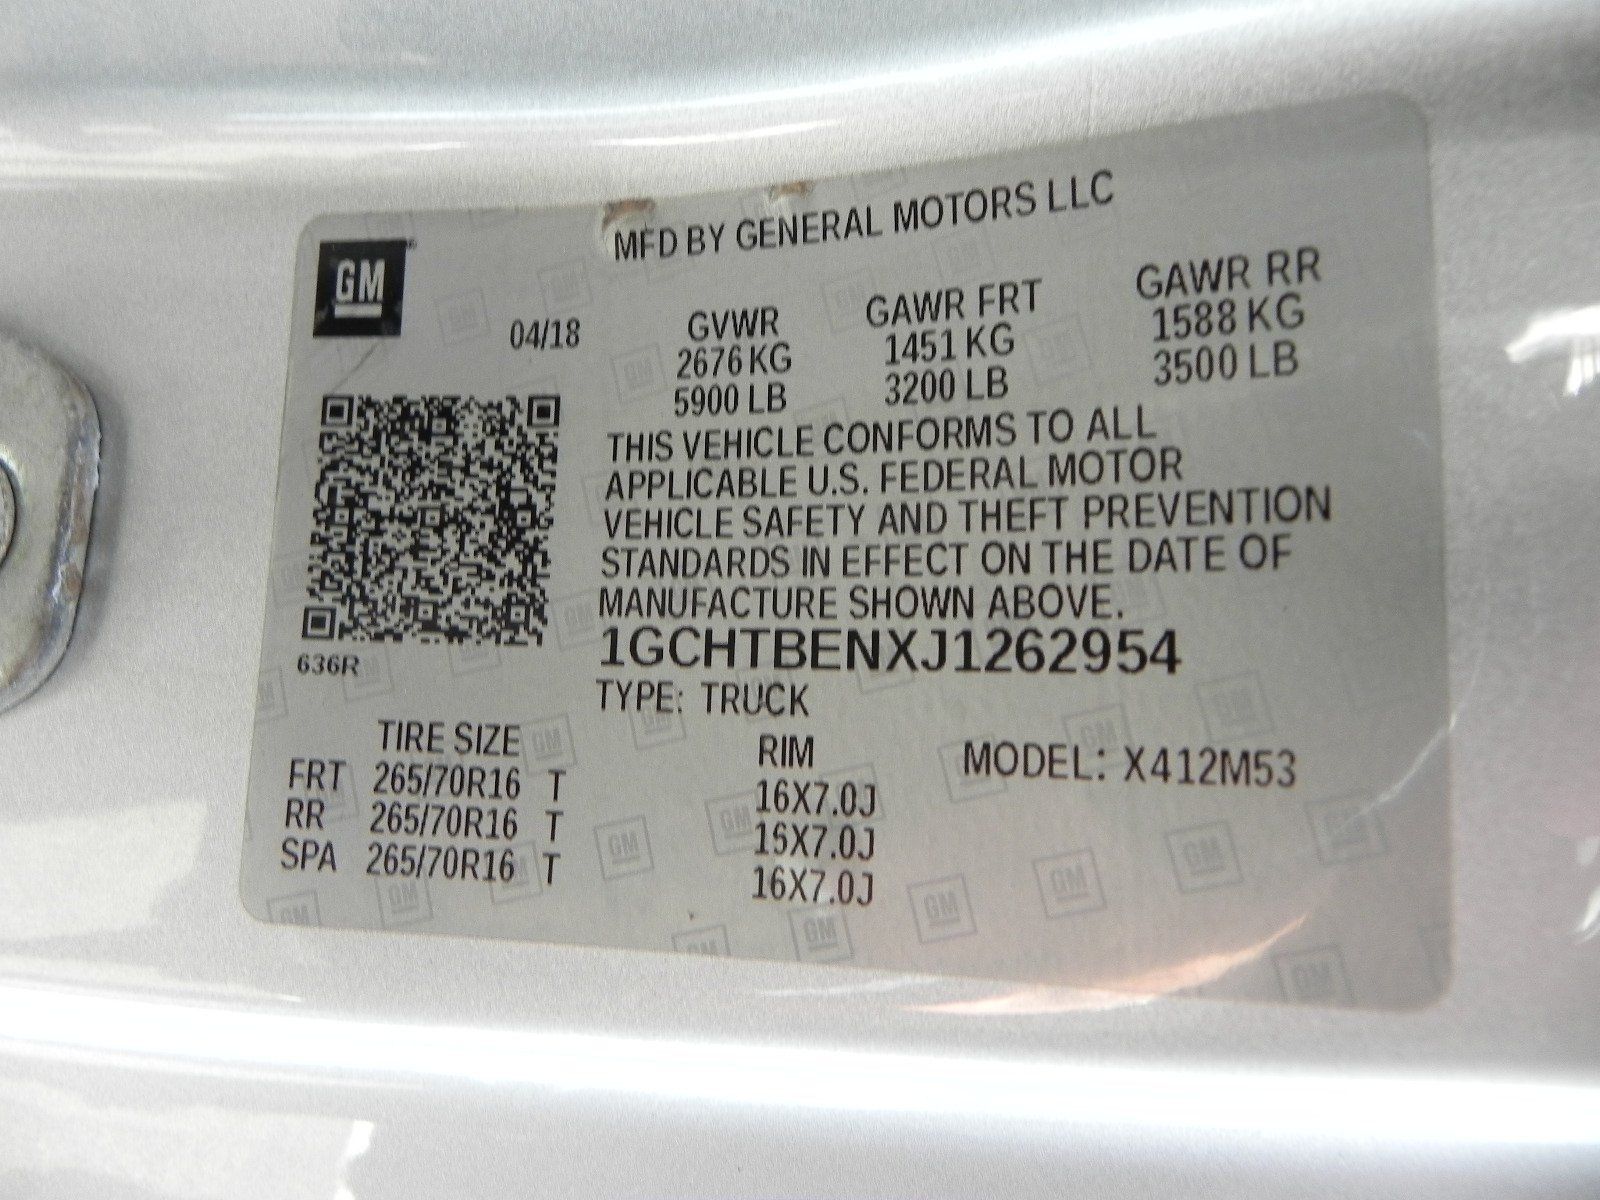 MFD BY GENERAL MOTORS LLC
GM
04/18
GVWR GAWR FRT GAWR RR
2676 KG 1451 KG 1588 KG
5900 LB 3200 LB 3500 LB
THIS VEHICLE CONFORMS TO ALL
APPLICABLE U.S. FEDERAL MOTOR
VEHICLE SAFETY AND THEFT PREVENTION
STANDARDS IN EFFECT ON THE DATE OF
MANUFACTURE SHOWN ABOVE.
636R
1GCHTBENXJ1262954
TYPE: TRUCK
TIRE SIZE RIM MODEL: X412M53
FRT 265/70R16 T 16X7.0J
RR 265/70R16 T 16X7.0J
SPA 265/70R16 T 16X7.0J